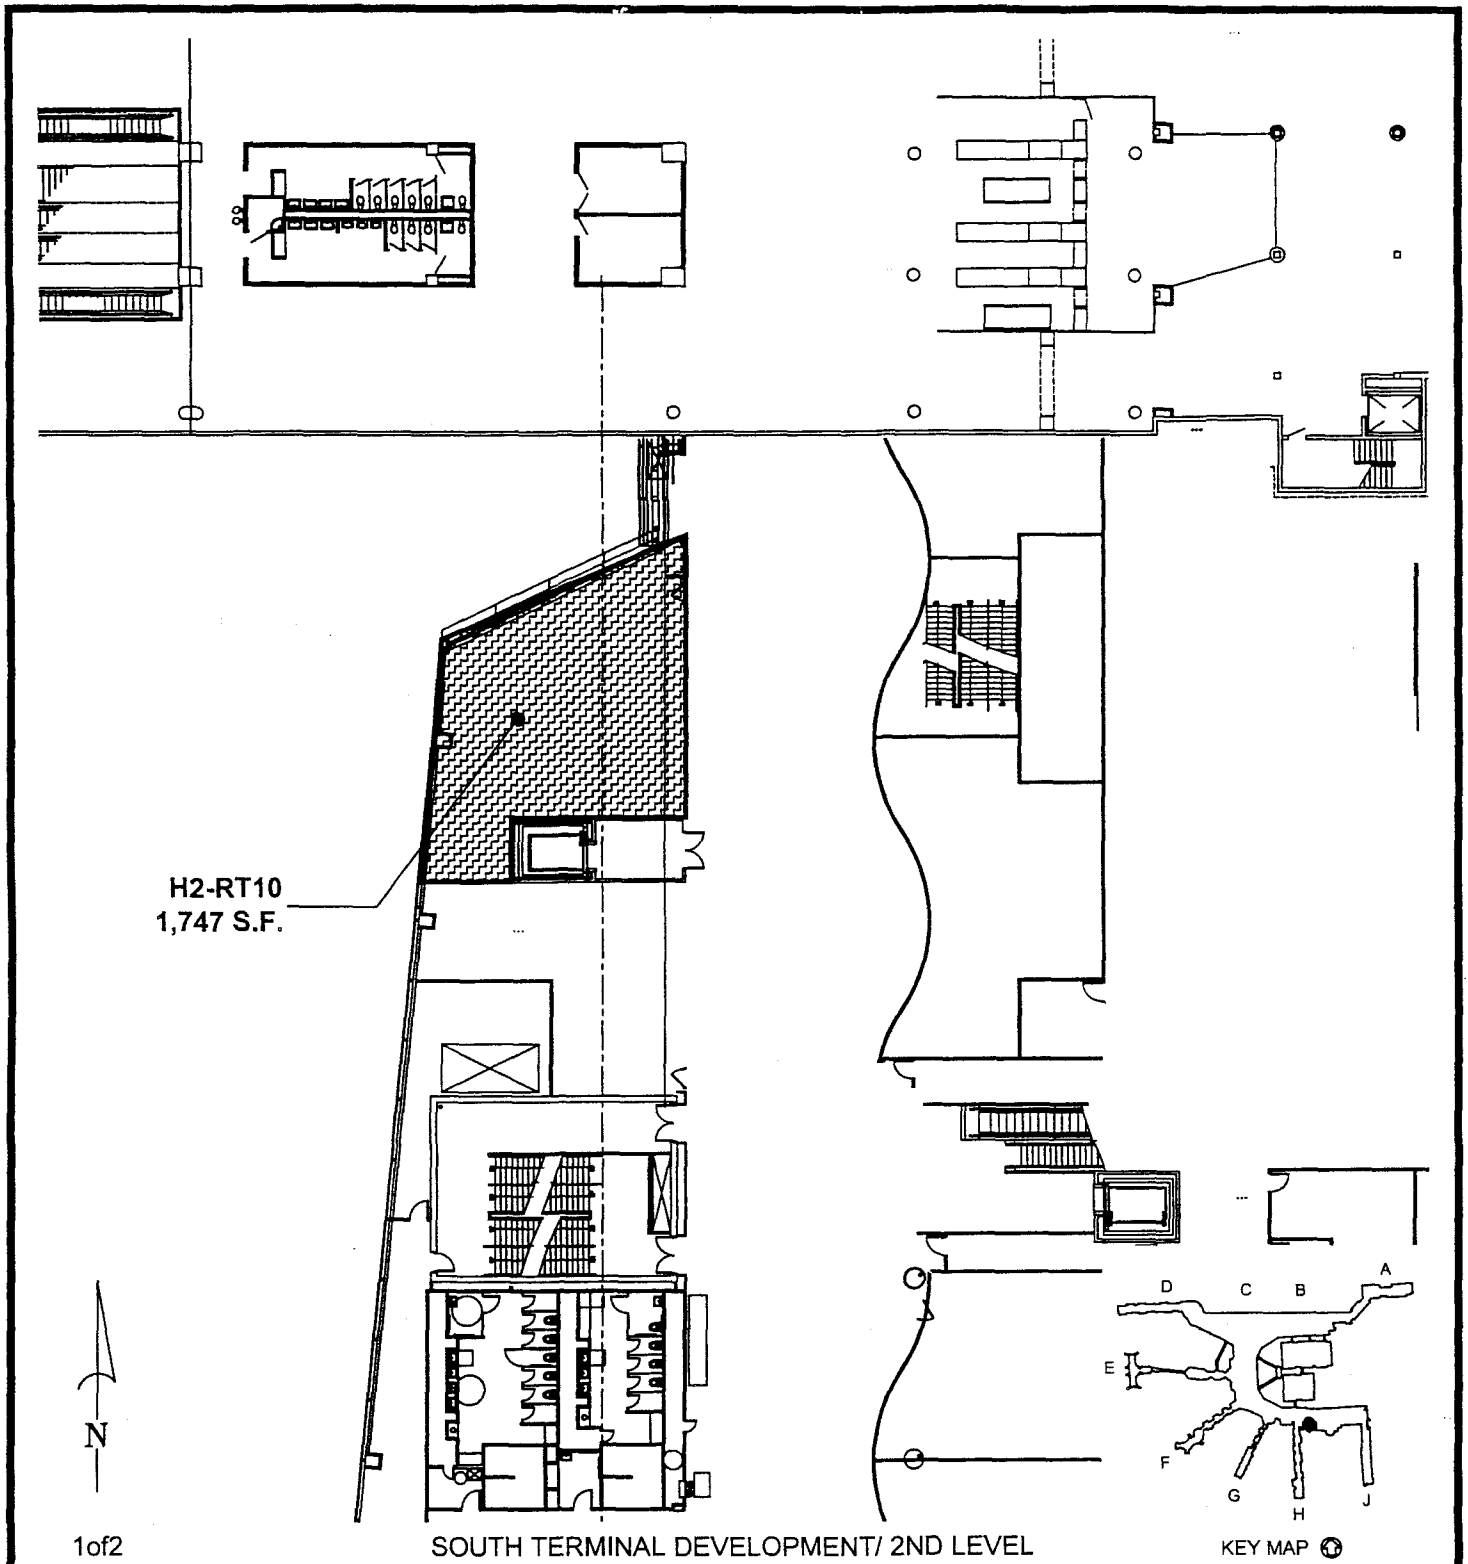 H2-RT10
1,747 S.F.
N
A
B
C
D
E
F
G
H
J
1of2
SOUTH TERMINAL DEVELOPMENT/ 2ND LEVEL
KEY MAP